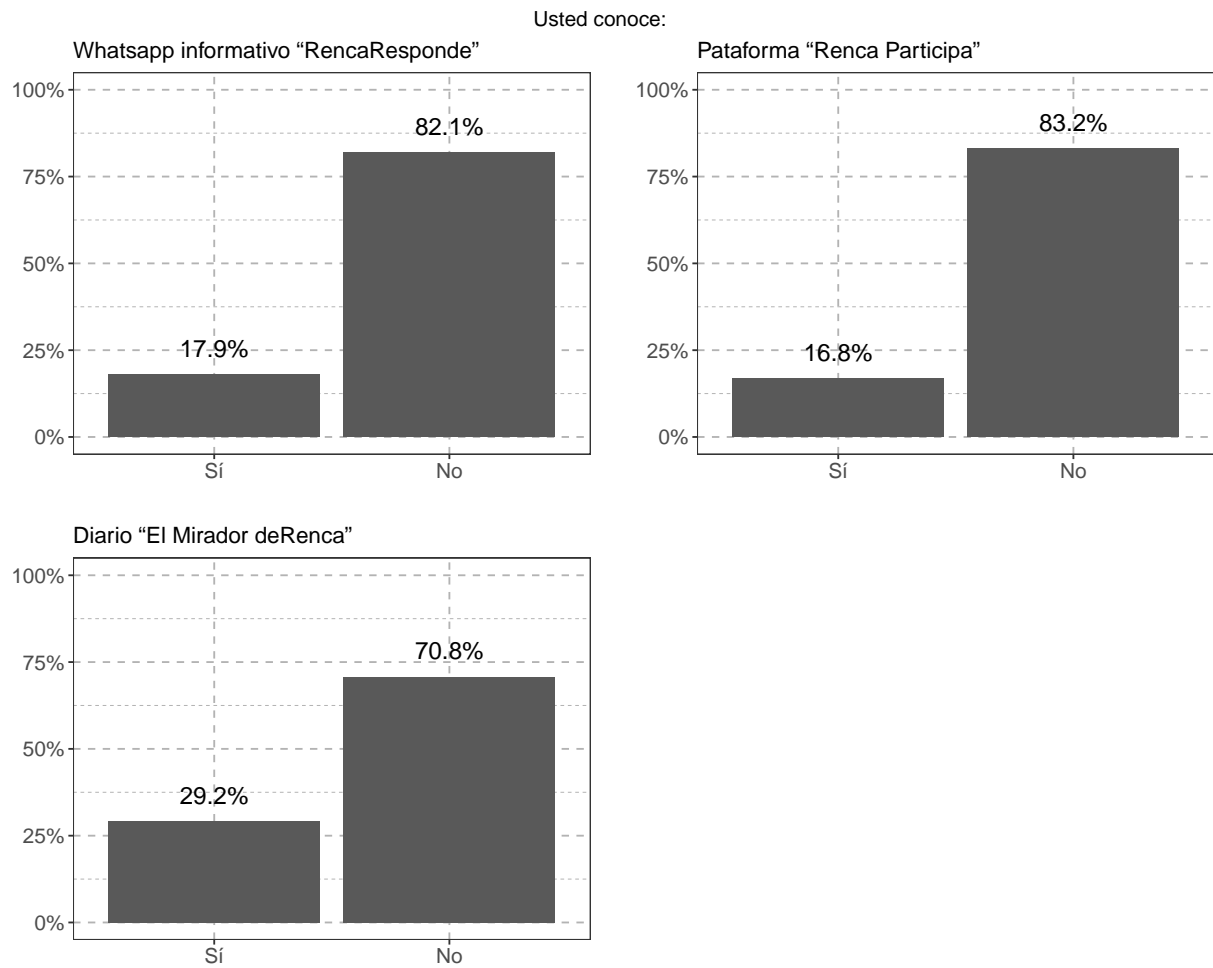 Usted conoce:
Whatsapp informativo “RencaResponde”
100%
75%
50%
25%
0%
17.9%
82.1%
Sí
No
Pataforma “Renca Participa”
100%
75%
50%
25%
0%
16.8%
83.2%
Sí
No
Diario “El Mirador deRenca”
100%
75%
50%
25%
0%
29.2%
70.8%
Sí
No